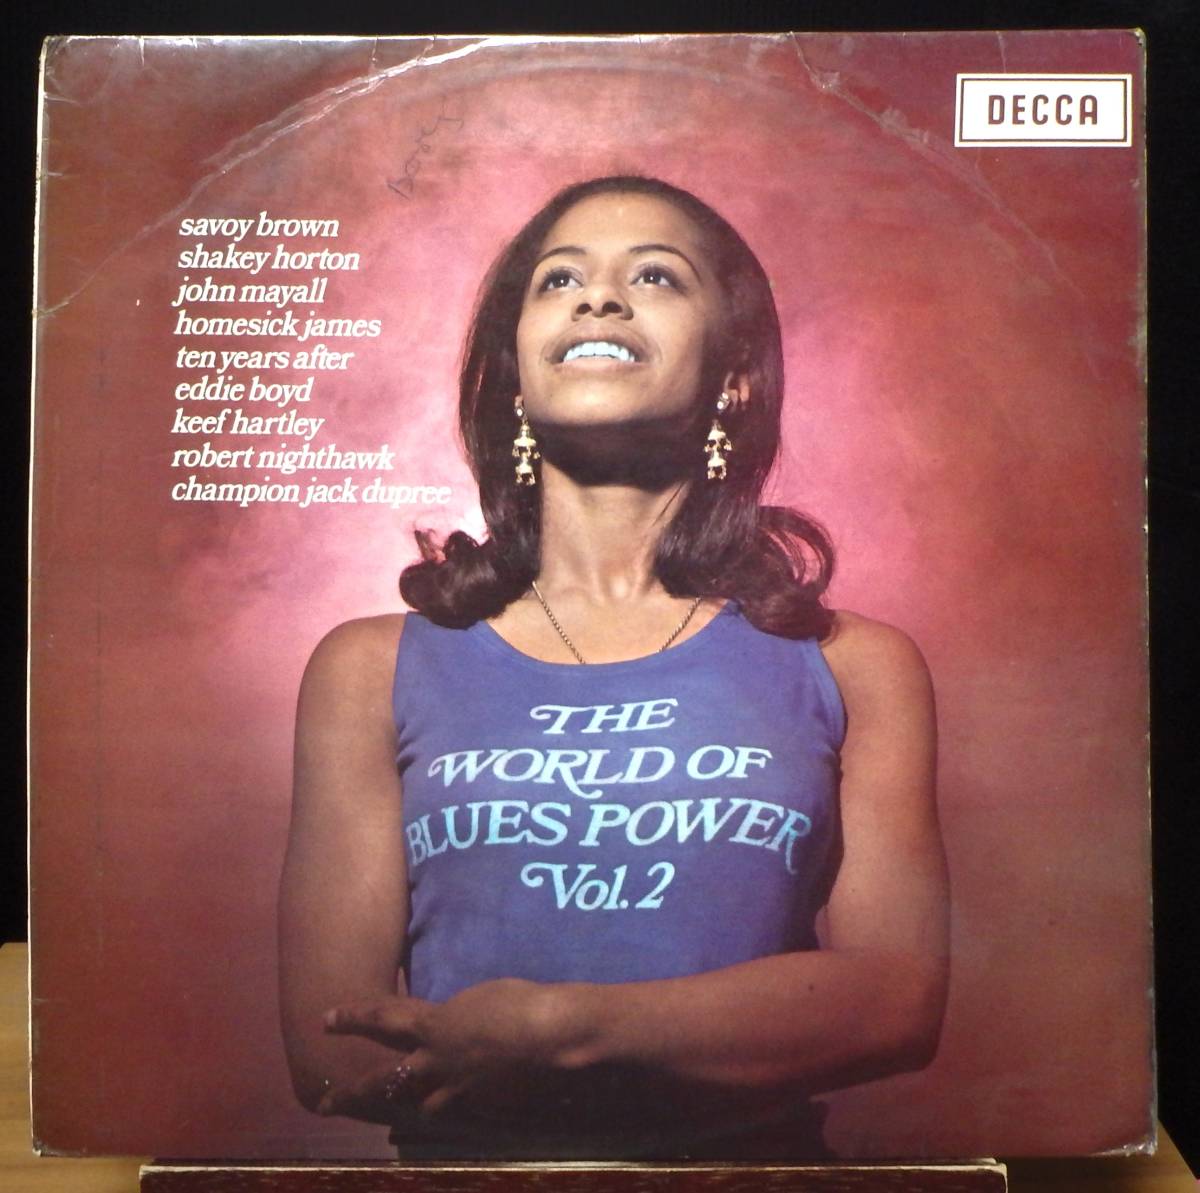 DECCA
savoy brown
shakey horton
john mayall
homesick james
ten years after
eddie boyd
keef hartley
robert nighthawk
champion jack dupree
THE
WORLD OF
BLUES POWER
Vol. 2